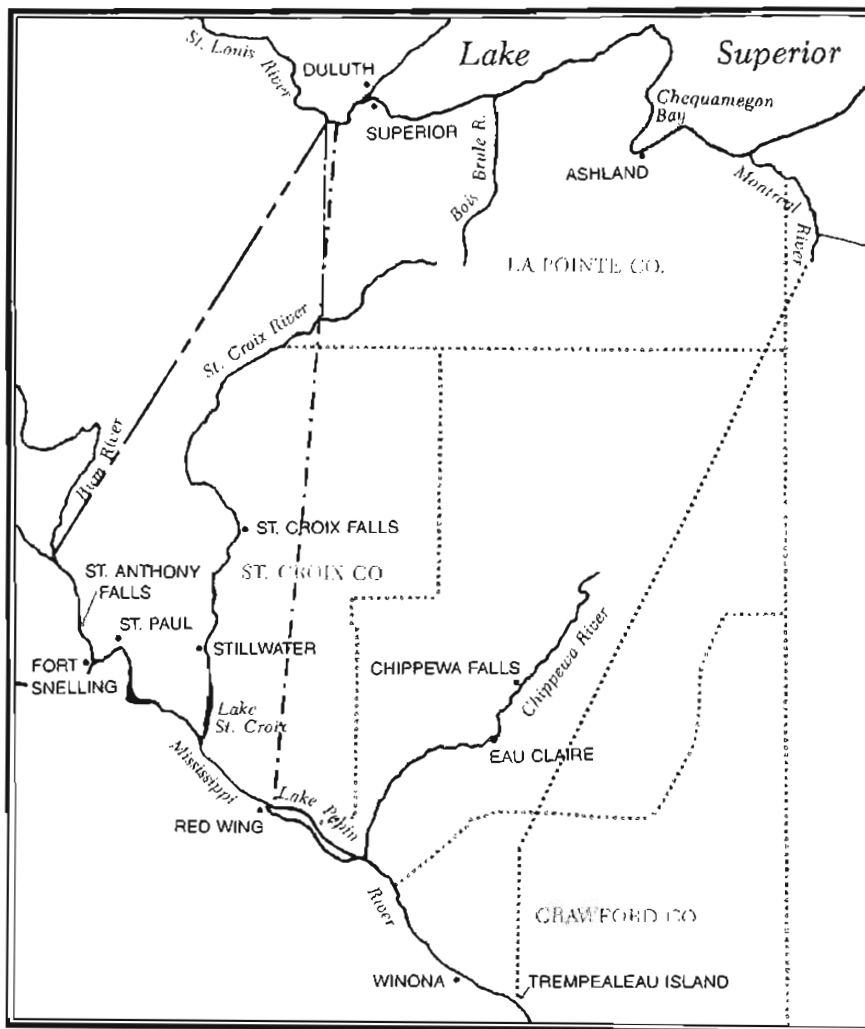 St. Louis River
DULUTH
Lake Superior
SUPERIOR
Bois Brule R.
Chequamegon
Bay
ASHLAND
Montreal River
LA POINTE CO.
St. Croix River
Rum River
ST. CROIX FALLS
ST. ANTHONY
FALLS
ST. CROIX CO
ST. PAUL
STILLWATER
FORT
SNELLING
CHIPPEWA FALLS
Chippewa River
Lake
St. Croix
EAU CLAIRE
Mississippi River
Lake Pepin
RED WING
CRAWFORD CO
WINONA
TREMPEALEAU ISLAND